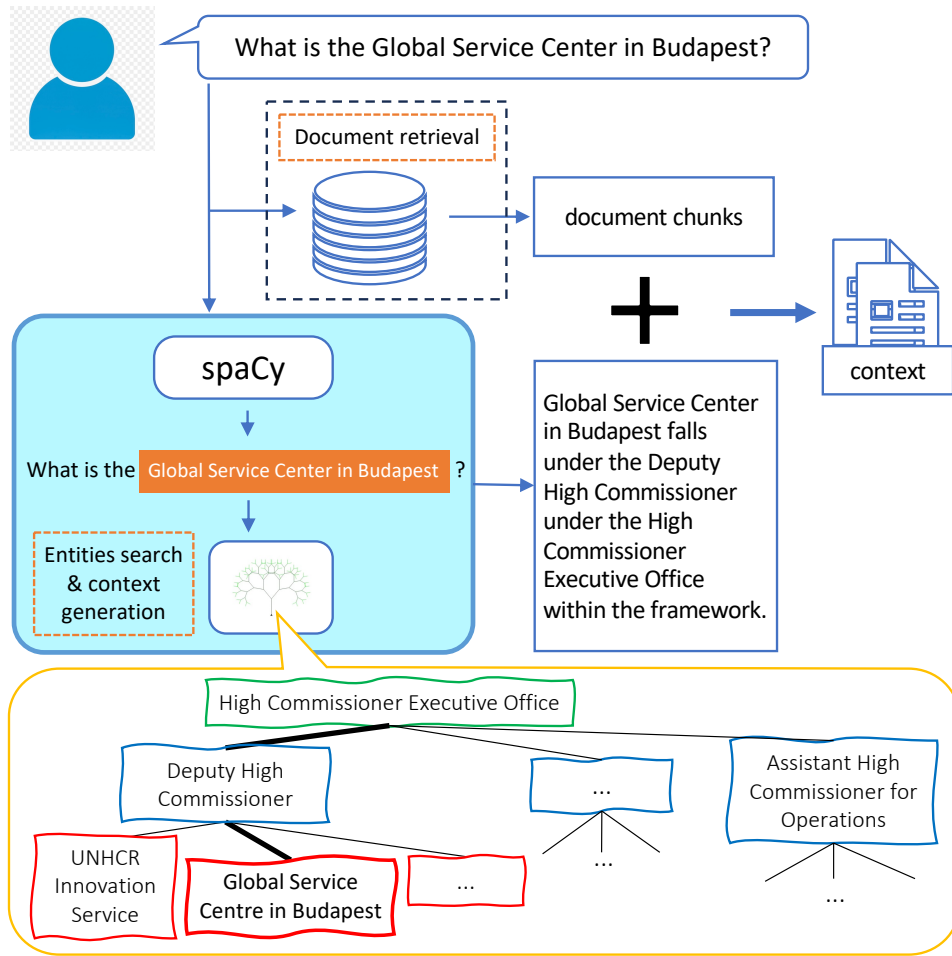 What is the Global Service Center in Budapest?
Document retrieval
document chunks
context
spaCy
What is the Global Service Center in Budapest ?
Entities search
& context
generation
Global Service Center
in Budapest falls
under the Deputy
High Commissioner
under the High
Commissioner
Executive Office
within the framework.
High Commissioner Executive Office
Deputy High
Commissioner
...
Assistant High
Commissioner for
Operations
UNHCR
Innovation
Service
Global Service
Centre in Budapest
...
...
...